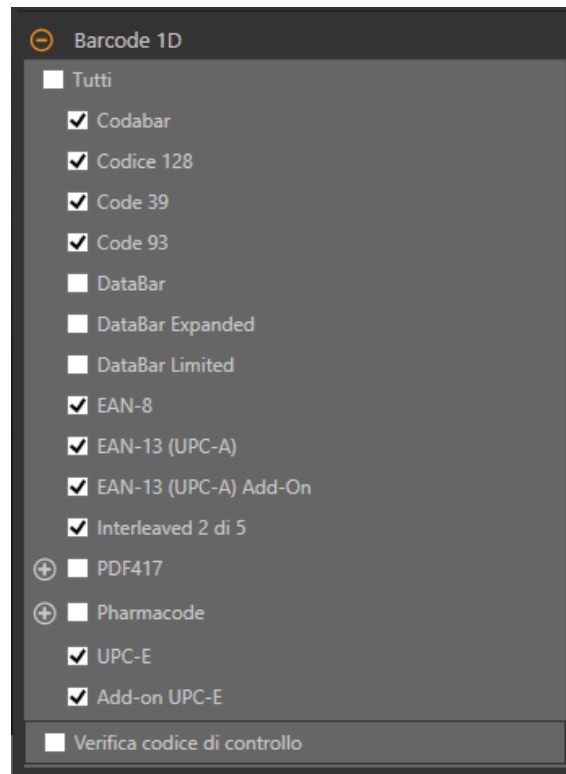 Barcode 1D
Tutti
Codabar
Codice 128
Code 39
Code 93
DataBar
DataBar Expanded
DataBar Limited
EAN-8
EAN-13 (UPC-A)
EAN-13 (UPC-A) Add-On
Interleaved 2 di 5
PDF417
Pharmacode
UPC-E
Add-on UPC-E
Verifica codice di controllo